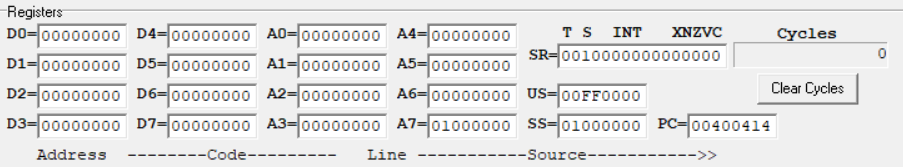 Registers
D0=00000000 D4=00000000 A0=00000000 A4=00000000 T S INT XNZVC Cycles
D1=00000000 D5=00000000 A1=00000000 A5=00000000 SR=0010000000000000 0
D2=00000000 D6=00000000 A2=00000000 A6=00000000 US=00FF0000 Clear Cycles
D3=00000000 D7=00000000 A3=00000000 A7=01000000 SS=01000000 PC=00400414
Address --------Code--------- Line -----------Source----------->>